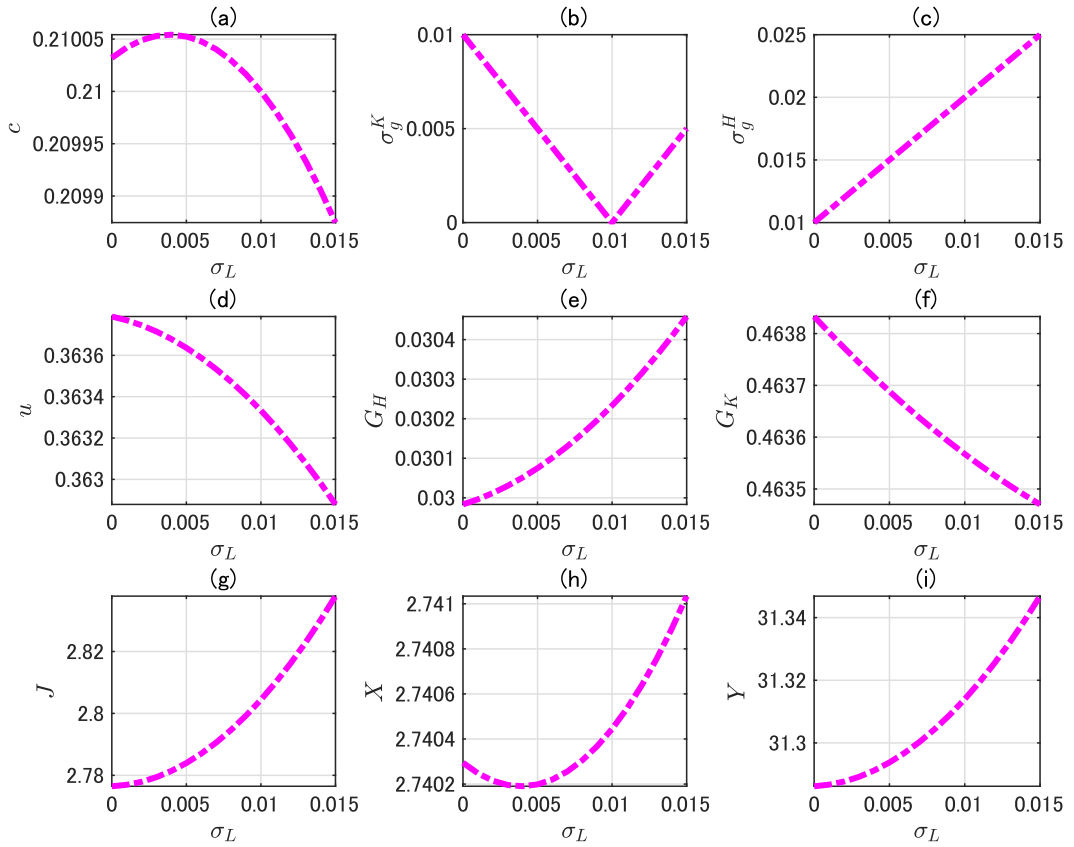 (a)
0.21005
0.21
0.20995
0.2099
c
0 0.005 0.01 0.015
σ_L
(b)
0.01
0.005
0
σ_g^K
0 0.005 0.01 0.015
σ_L
(c)
0.025
0.02
0.015
0.01
σ_g^H
0 0.005 0.01 0.015
σ_L
(d)
0.3636
0.3634
0.3632
0.363
u
0 0.005 0.01 0.015
σ_L
(e)
0.0304
0.0303
0.0302
0.0301
0.03
G_H
0 0.005 0.01 0.015
σ_L
(f)
0.4638
0.4637
0.4636
0.4635
G_K
0 0.005 0.01 0.015
σ_L
(g)
2.82
2.8
2.78
J
0 0.005 0.01 0.015
σ_L
(h)
2.741
2.7408
2.7406
2.7404
2.7402
X
0 0.005 0.01 0.015
σ_L
(i)
31.34
31.32
31.3
Y
0 0.005 0.01 0.015
σ_L